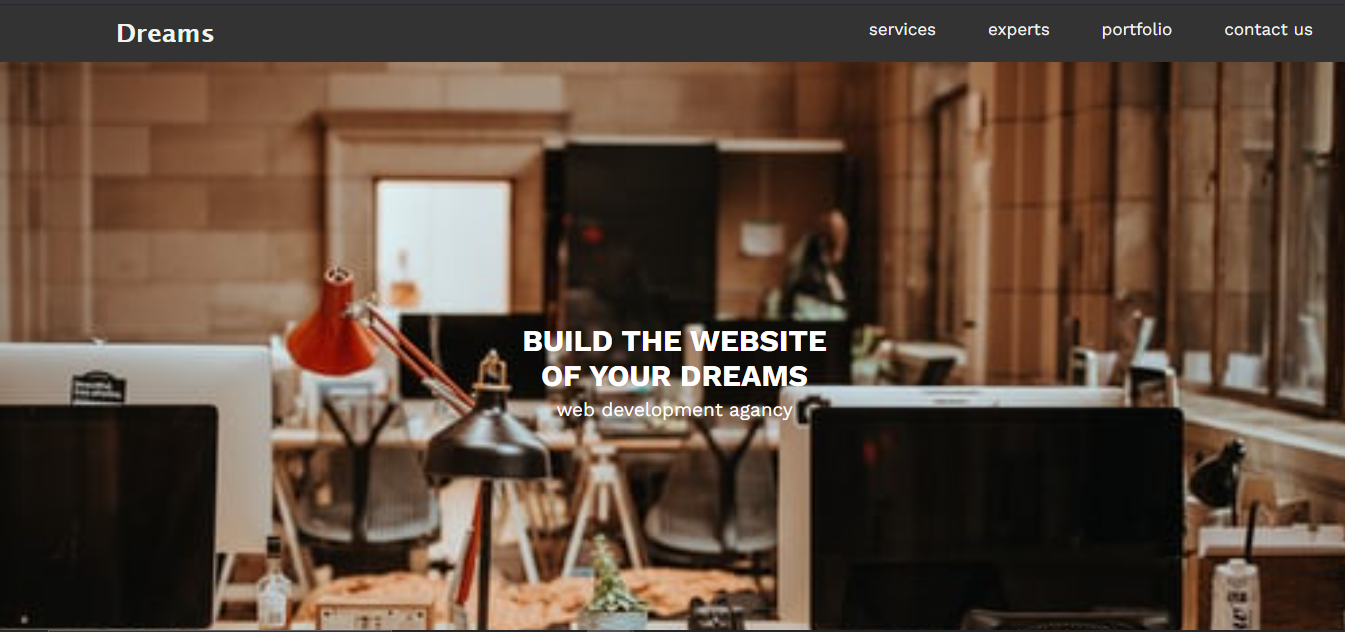 Dreams
services experts portfolio contact us
BUILD THE WEBSITE
OF YOUR DREAMS
web development agancy